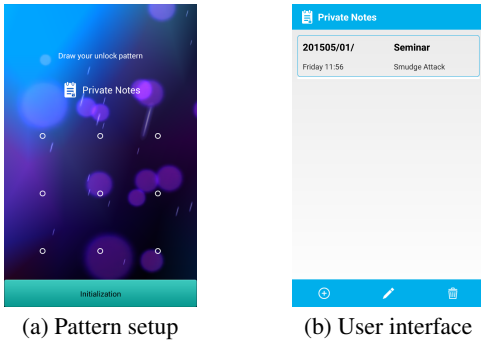 Draw your unlock pattern
Private Notes
Initialization
(a) Pattern setup
Private Notes
201505/01/ Seminar
Friday 11:56 Smudge Attack
(b) User interface